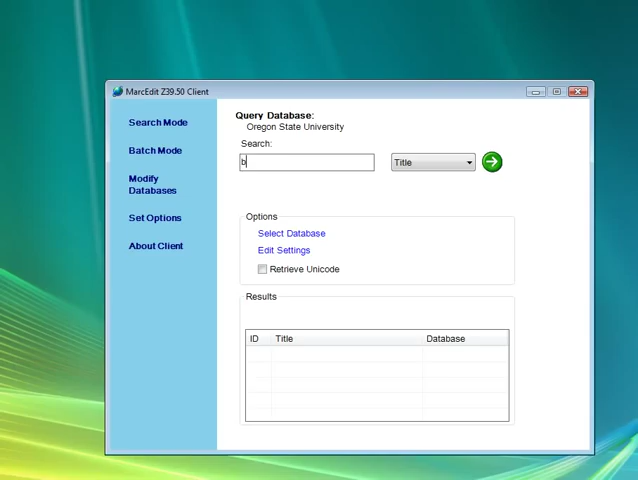 MarcEdit Z39.50 Client
Search Mode
Batch Mode
Modify
Databases
Set Options
About Client
Query Database:
Oregon State University
Search:
b
Title
Options
Select Database
Edit Settings
Retrieve Unicode
Results
ID Title Database